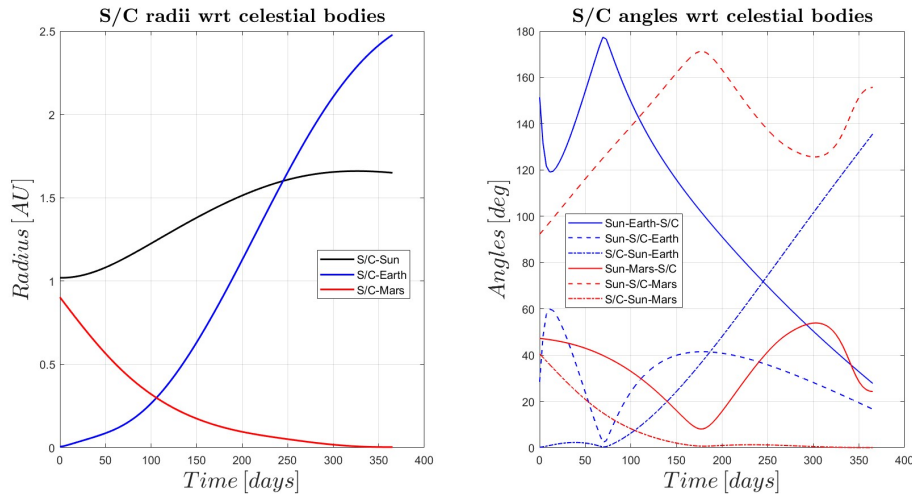 S/C radii wrt celestial bodies
2.5
2
1.5
1
0.5
0
Radius [AU]
S/C-Sun
S/C-Earth
S/C-Mars
0 50 100 150 200 250 300 350 400
Time [days]
S/C angles wrt celestial bodies
180
160
140
120
100
80
60
40
20
0
Angles [deg]
Sun-Earth-S/C
Sun-S/C-Earth
S/C-Sun-Earth
Sun-Mars-S/C
Sun-S/C-Mars
S/C-Sun-Mars
0 50 100 150 200 250 300 350 400
Time [days]